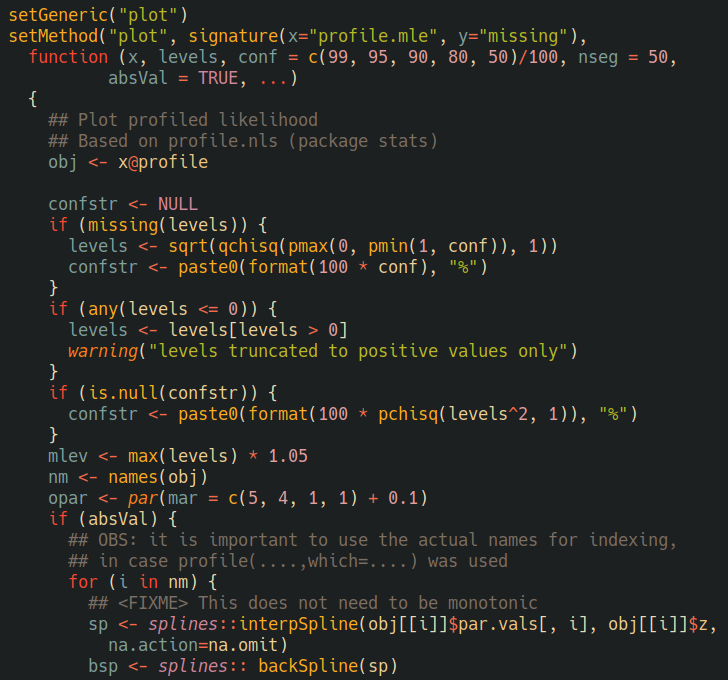 setGeneric("plot")
setMethod("plot", signature(x="profile.mle", y="missing"),
  function (x, levels, conf = c(99, 95, 90, 80, 50)/100, nseg = 50,
          absVal = TRUE, ...)
  {
    ## Plot profiled likelihood
    ## Based on profile.nls (package stats)
    obj <- x@profile

    confstr <- NULL
    if (missing(levels)) {
      levels <- sqrt(qchisq(pmax(0, pmin(1, conf)), 1))
      confstr <- paste0(format(100 * conf), "%")
    }
    if (any(levels <= 0)) {
      levels <- levels[levels > 0]
      warning("levels truncated to positive values only")
    }
    if (is.null(confstr)) {
      confstr <- paste0(format(100 * pchisq(levels^2, 1)), "%")
    }
    mlev <- max(levels) * 1.05
    nm <- names(obj)
    opar <- par(mar = c(5, 4, 1, 1) + 0.1)
    if (absVal) {
      ## OBS: it is important to use the actual names for indexing,
      ## in case profile(....,which=....) was used
      for (i in nm) {
        ## <FIXME> This does not need to be monotonic
        sp <- splines::interpSpline(obj[[i]]$par.vals[, i], obj[[i]]$z,
          na.action=na.omit)
        bsp <- splines:: backSpline(sp)